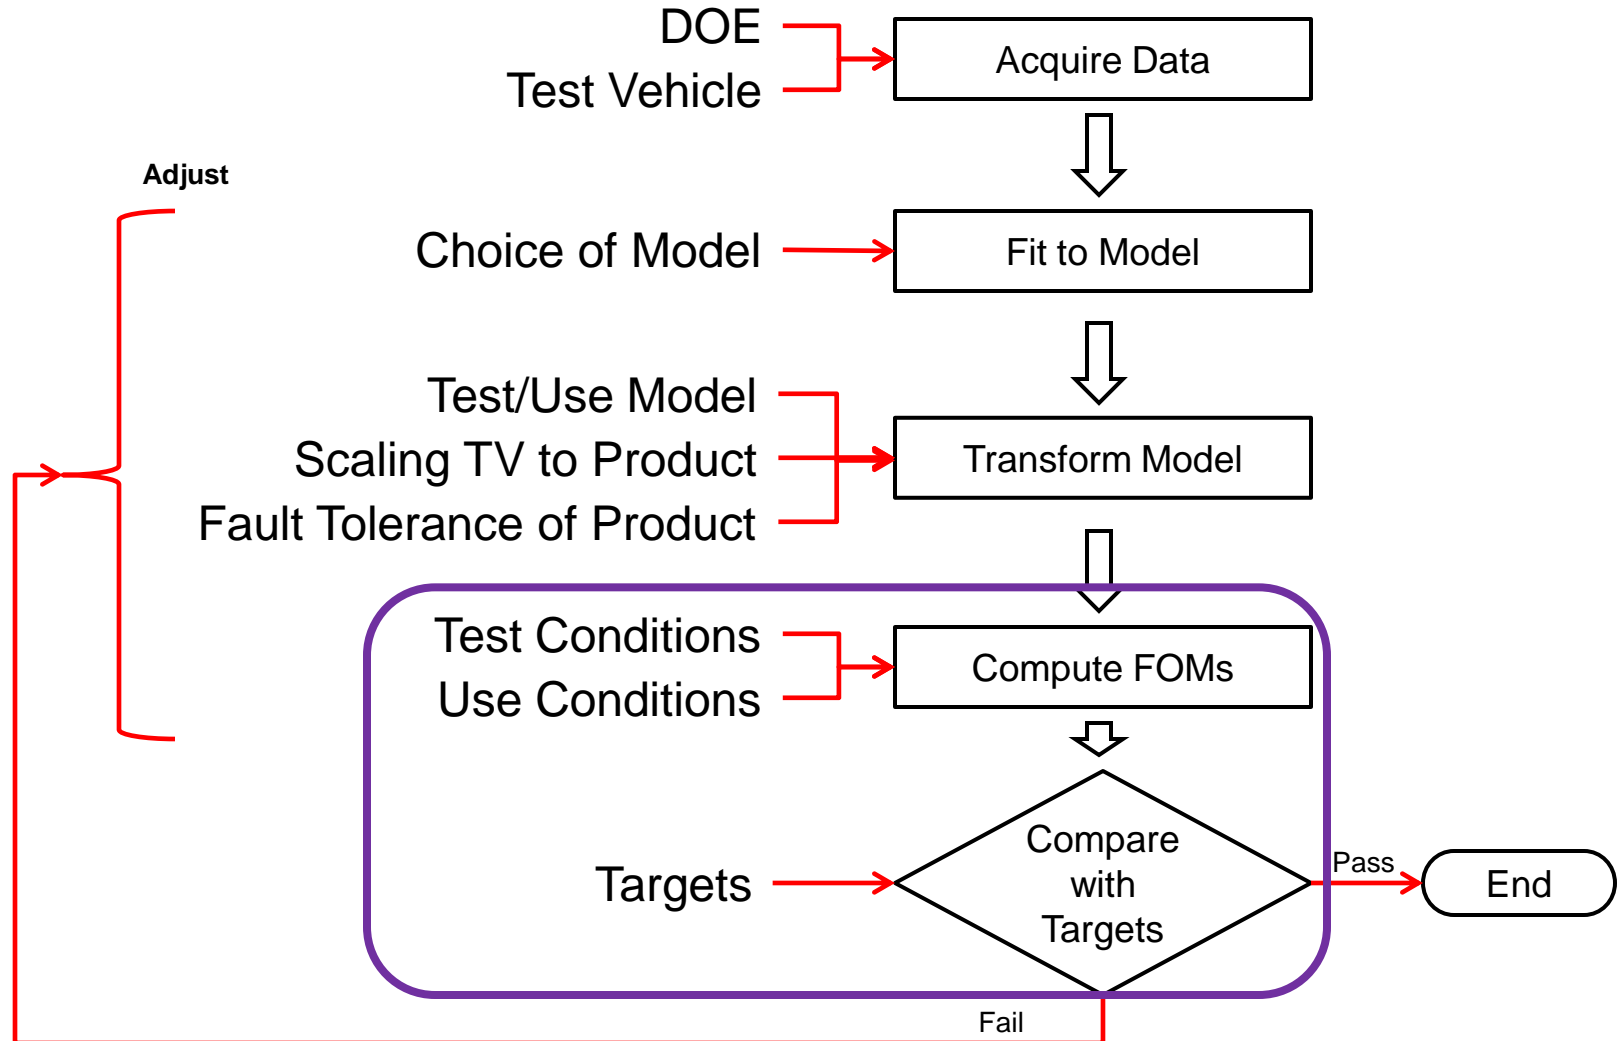 DOE
Test Vehicle
Acquire Data
Adjust
Choice of Model
Fit to Model
Test/Use Model
Scaling TV to Product
Fault Tolerance of Product
Transform Model
Test Conditions
Use Conditions
Compute FOMs
Targets
Compare
with
Targets
Pass
End
Fail